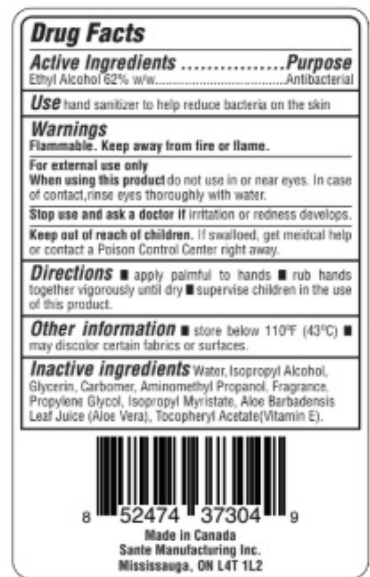 Drug Facts
Active Ingredients ................Purpose
Ethyl Alcohol 62% w/w......................................Antibacterial
Use hand sanitizer to help reduce bacteria on the skin
Warnings
Flammable. Keep away from fire or flame.
For external use only
When using this product do not use in or near eyes. In case
of contact,rinse eyes thoroughly with water.
Stop use and ask a doctor if irritation or redness develops.
Keep out of reach of children. If swalloed, get meidcal help
or contact a Poison Control Center right away.
Directions ■ apply palmful to hands ■ rub hands
together vigorously until dry ■ supervise children in the use
of this product.
Other information ■ store below 110ºF (43ºC) ■
may discolor certain fabrics or surfaces.
Inactive ingredients Water, Isopropyl Alcohol,
Glycerin, Carbomer, Aminomethyl Propanol, Fragrance,
Propylene Glycol, Isopropyl Myristate, Aloe Barbadensis
Leaf Juice (Aloe Vera), Tocopheryl Acetate(Vitamin E).
8 52474 37304 9
Made in Canada
Sante Manufacturing Inc.
Mississauga, ON L4T 1L2